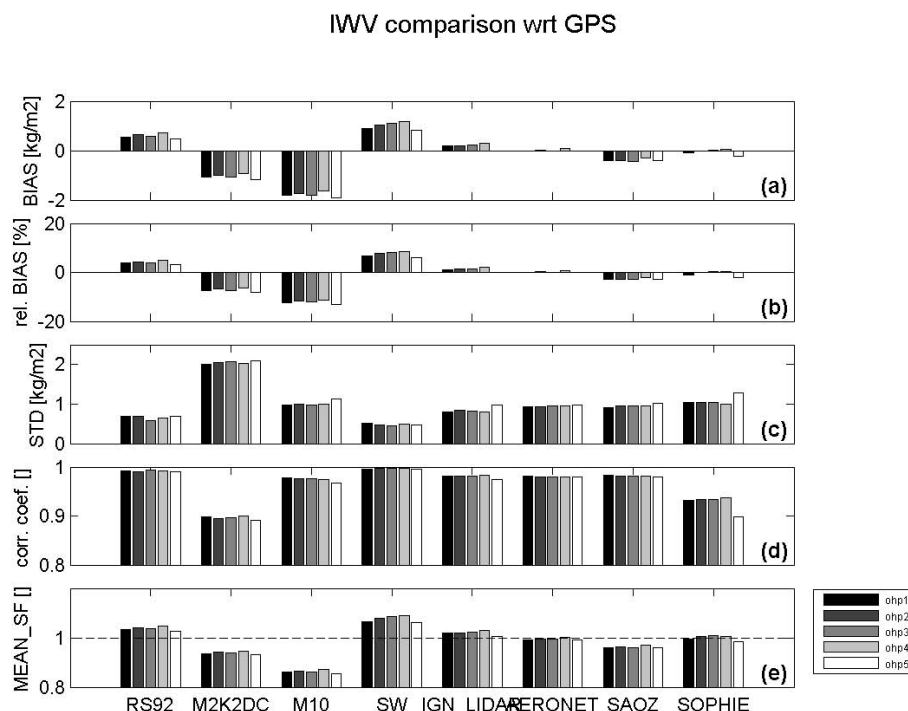 IWV comparison wrt GPS
BIAS [kg/m2]
2
0
-2
(a)
rel. BIAS [%]
20
0
-20
(b)
STD [kg/m2]
2
1
0
(c)
corr. coef. []
1
0.9
0.8
(d)
MEAN_SF []
1
0.8
(e)
RS92 M2K2DC M10 SW IGN_LIDAR AERONET SAOZ SOPHIE
ohp1
ohp2
ohp3
ohp4
ohp5